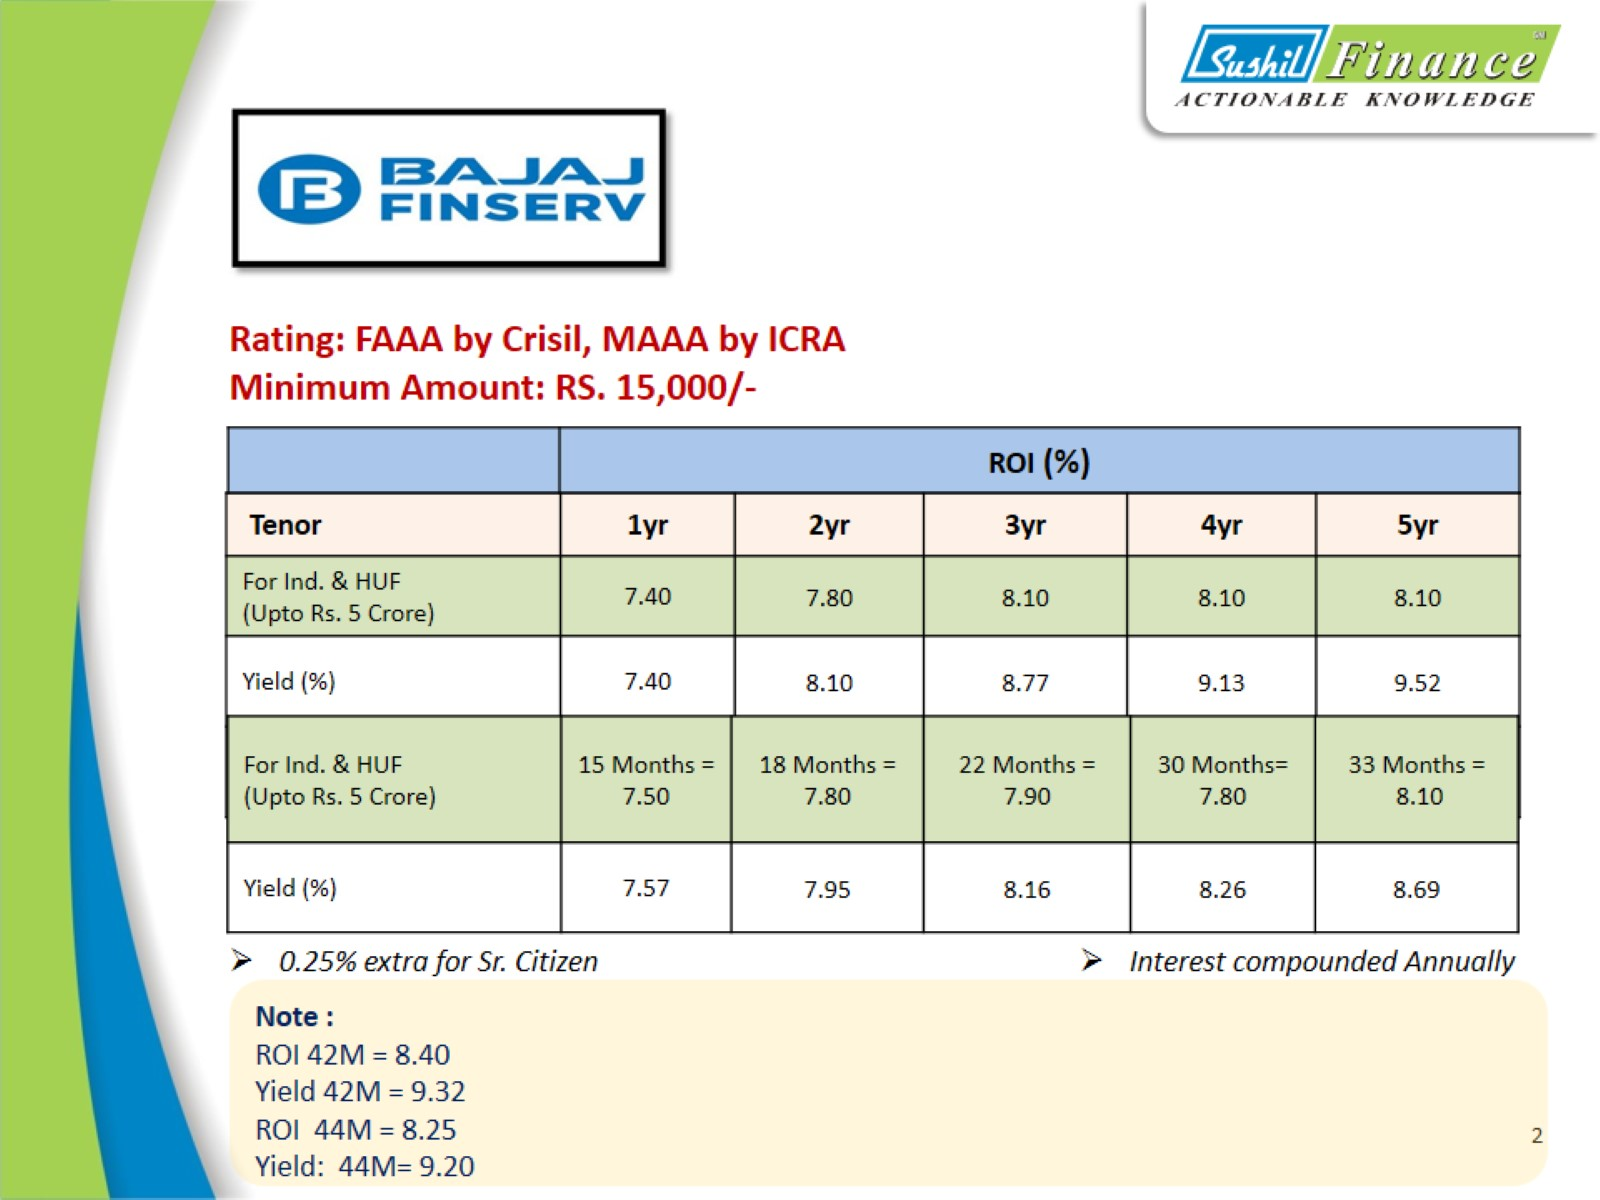 Sushil Finance SM
ACTIONABLE KNOWLEDGE
B BAJAJ
FINSERV
Rating: FAAA by Crisil, MAAA by ICRA
Minimum Amount: RS. 15,000/-
ROI (%)
Tenor 1yr 2yr 3yr 4yr 5yr
For Ind. & HUF
(Upto Rs. 5 Crore) 7.40 7.80 8.10 8.10 8.10
Yield (%) 7.40 8.10 8.77 9.13 9.52
For Ind. & HUF 15 Months = 18 Months = 22 Months = 30 Months= 33 Months =
(Upto Rs. 5 Crore) 7.50 7.80 7.90 7.80 8.10
Yield (%) 7.57 7.95 8.16 8.26 8.69
➢ 0.25% extra for Sr. Citizen ➢ Interest compounded Annually
Note :
ROI 42M = 8.40
Yield 42M = 9.32
ROI 44M = 8.25
Yield: 44M= 9.20
2